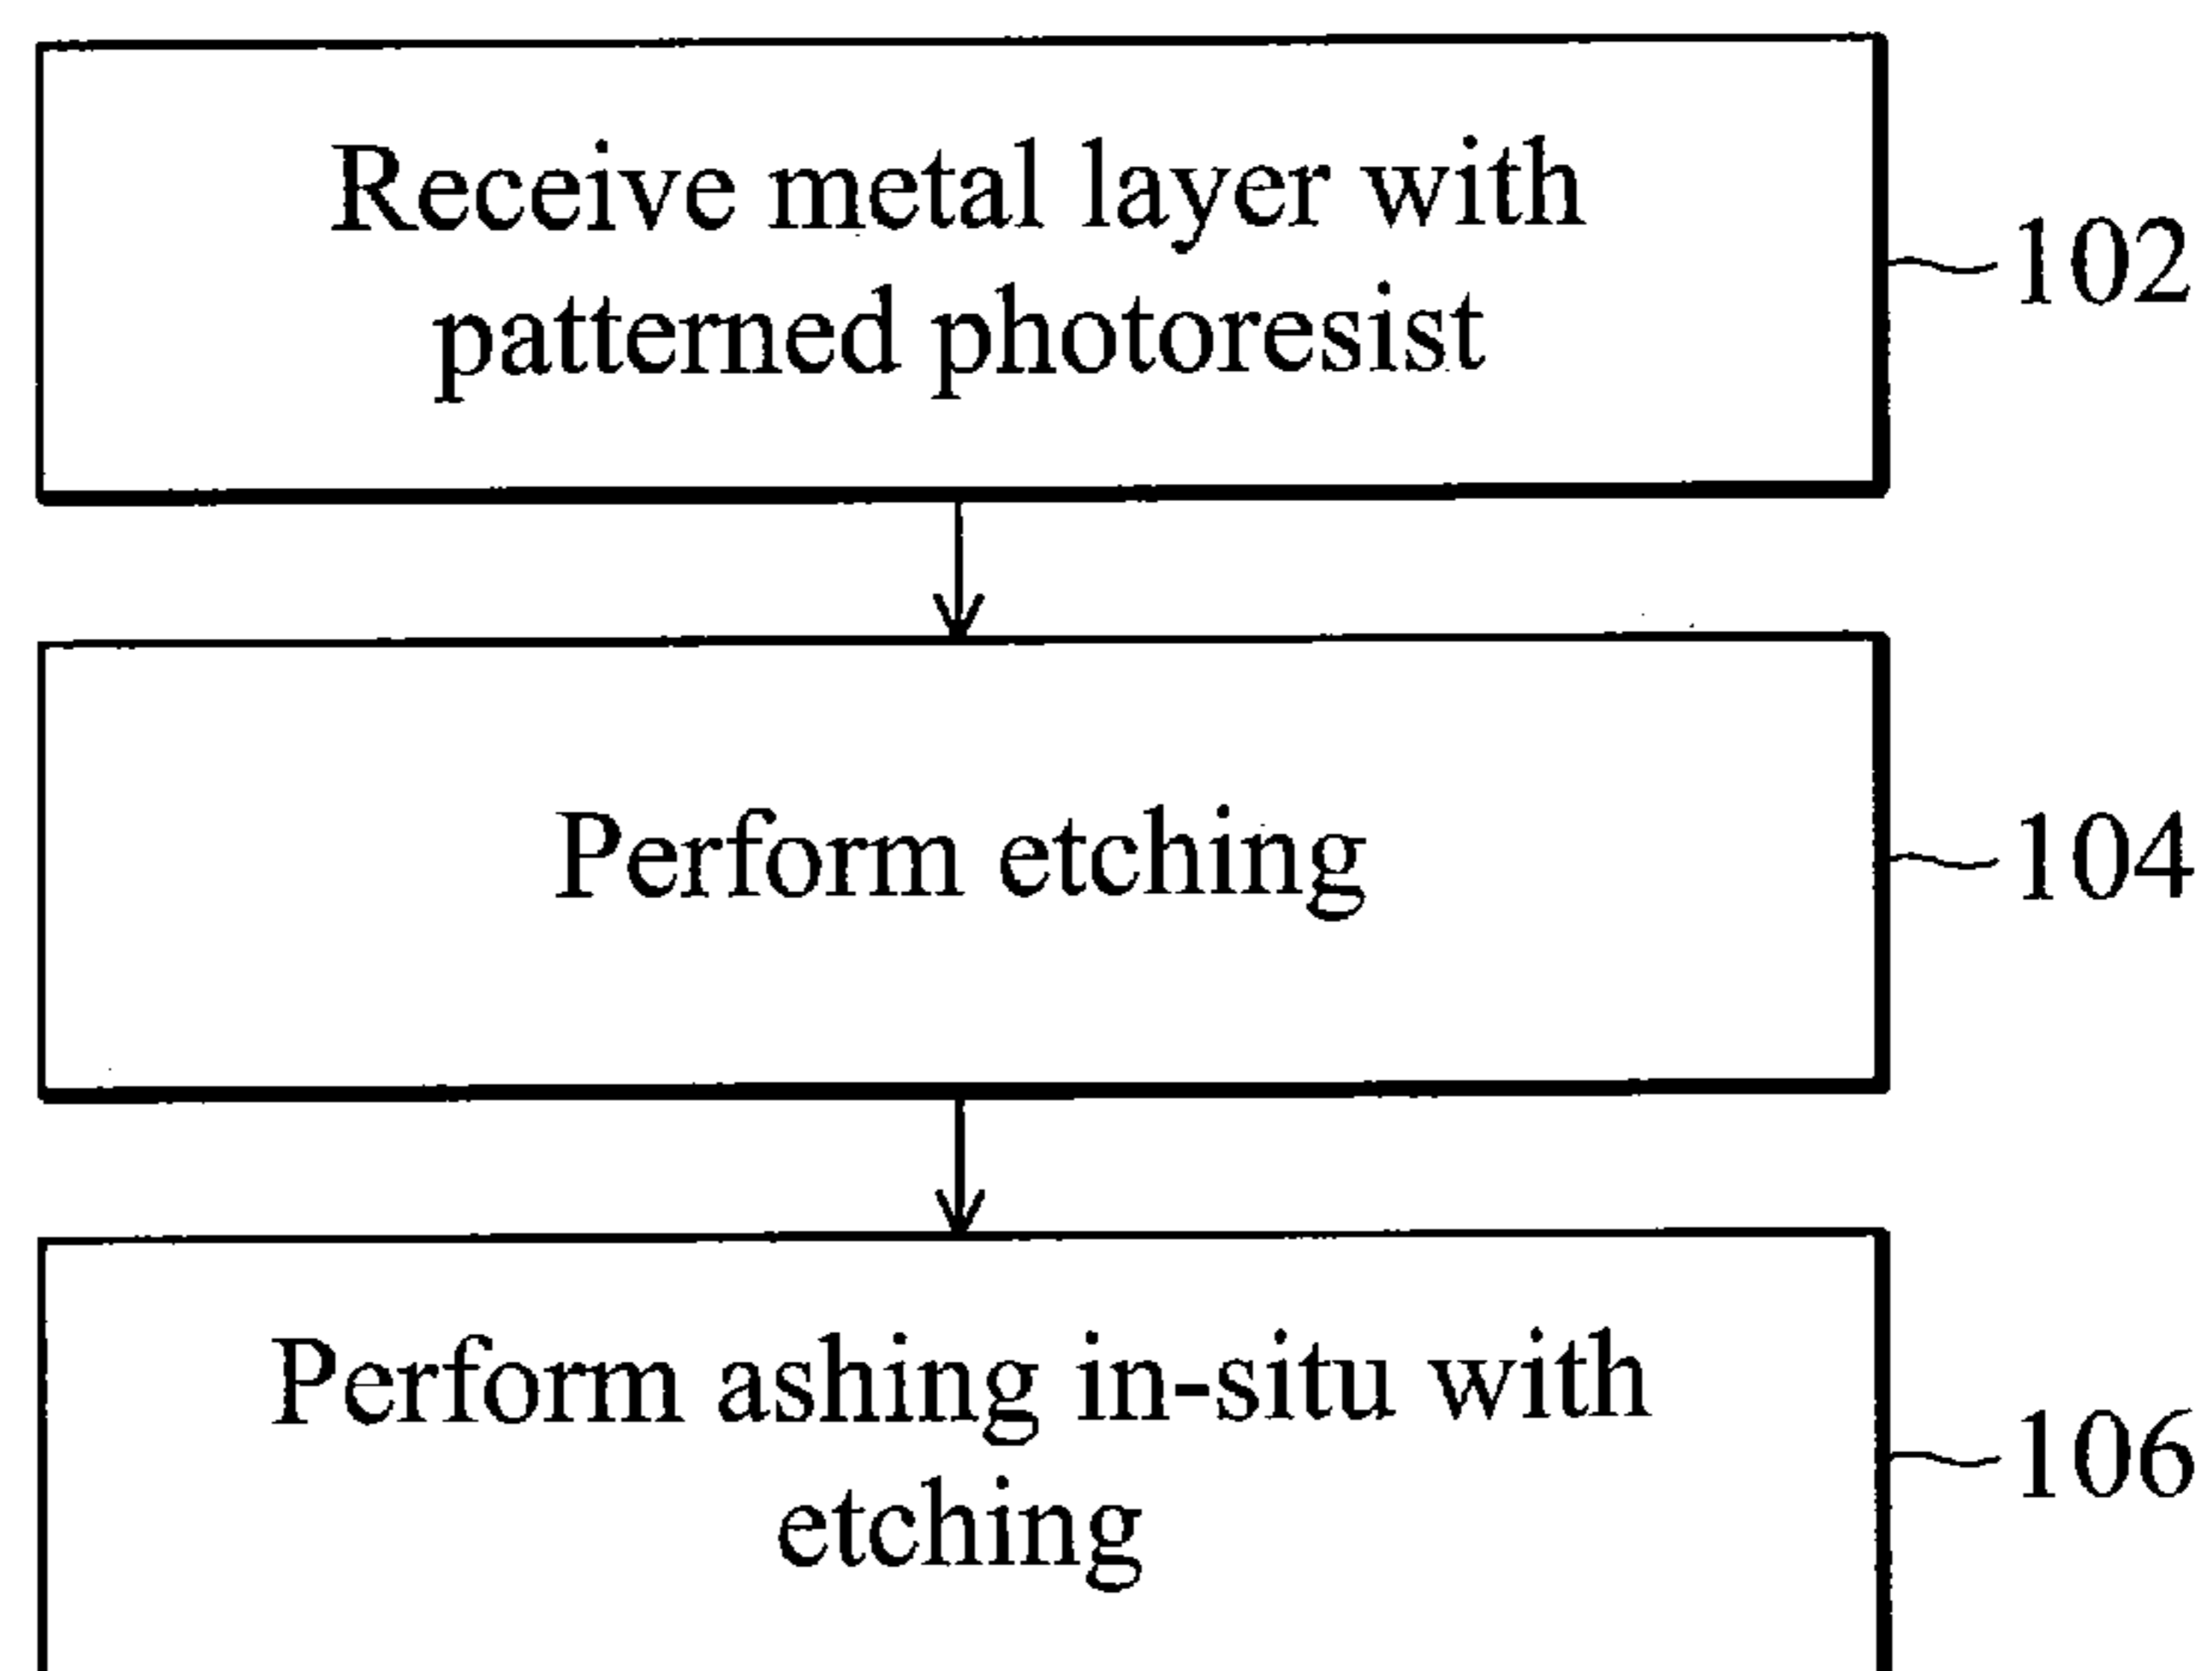 Receive metal layer with
patterned photoresist
102
Perform etching
104
Perform ashing in-situ with
etching
106